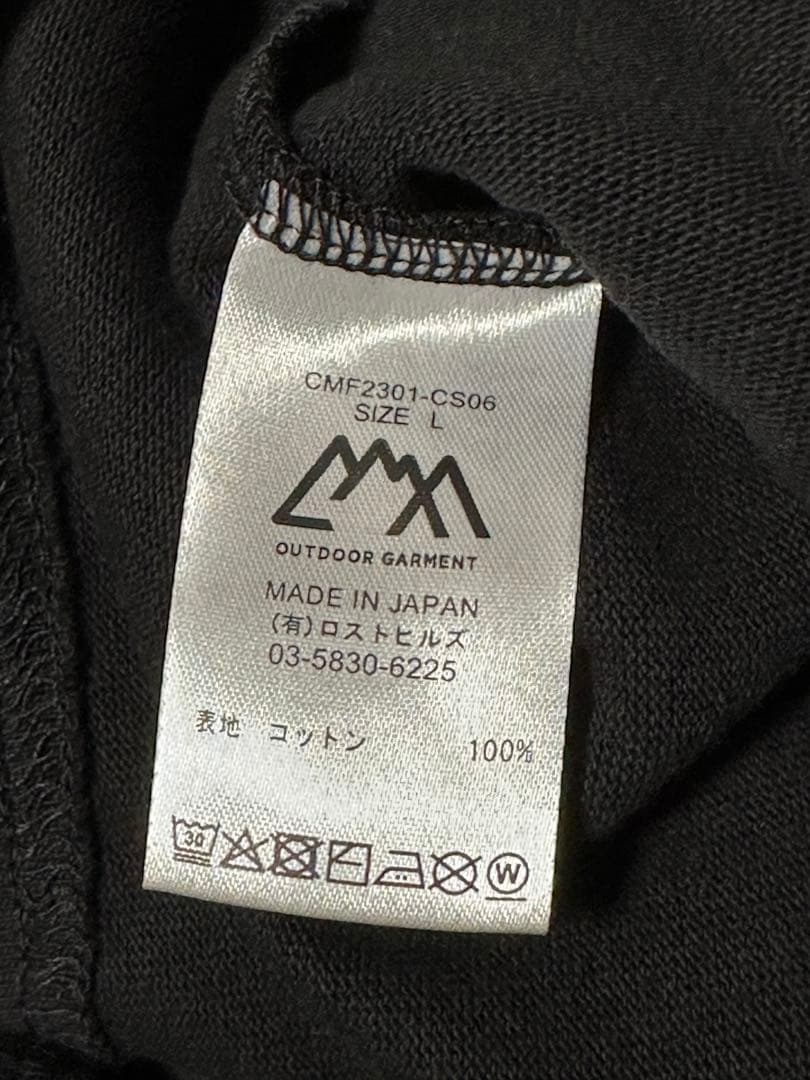 CMF2301-CS06
SIZE L
OUTDOOR GARMENT
MADE IN JAPAN
(有)ロストヒルズ
03-5830-6225
表地 コットン 100%
30 W